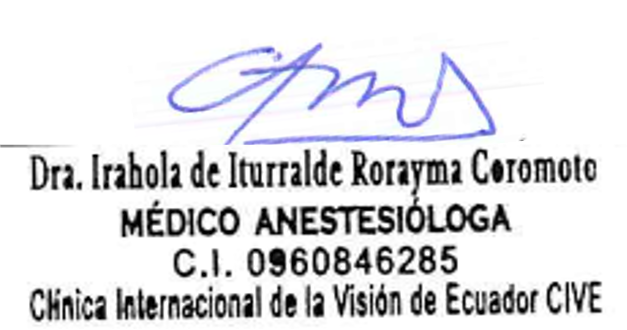 Dra. Irahola de Iturralde Rorayma Coromoto
MÉDICO ANESTESIÓLOGA
C.I. 0960846285
Clínica Internacional de la Visión de Ecuador CIVE